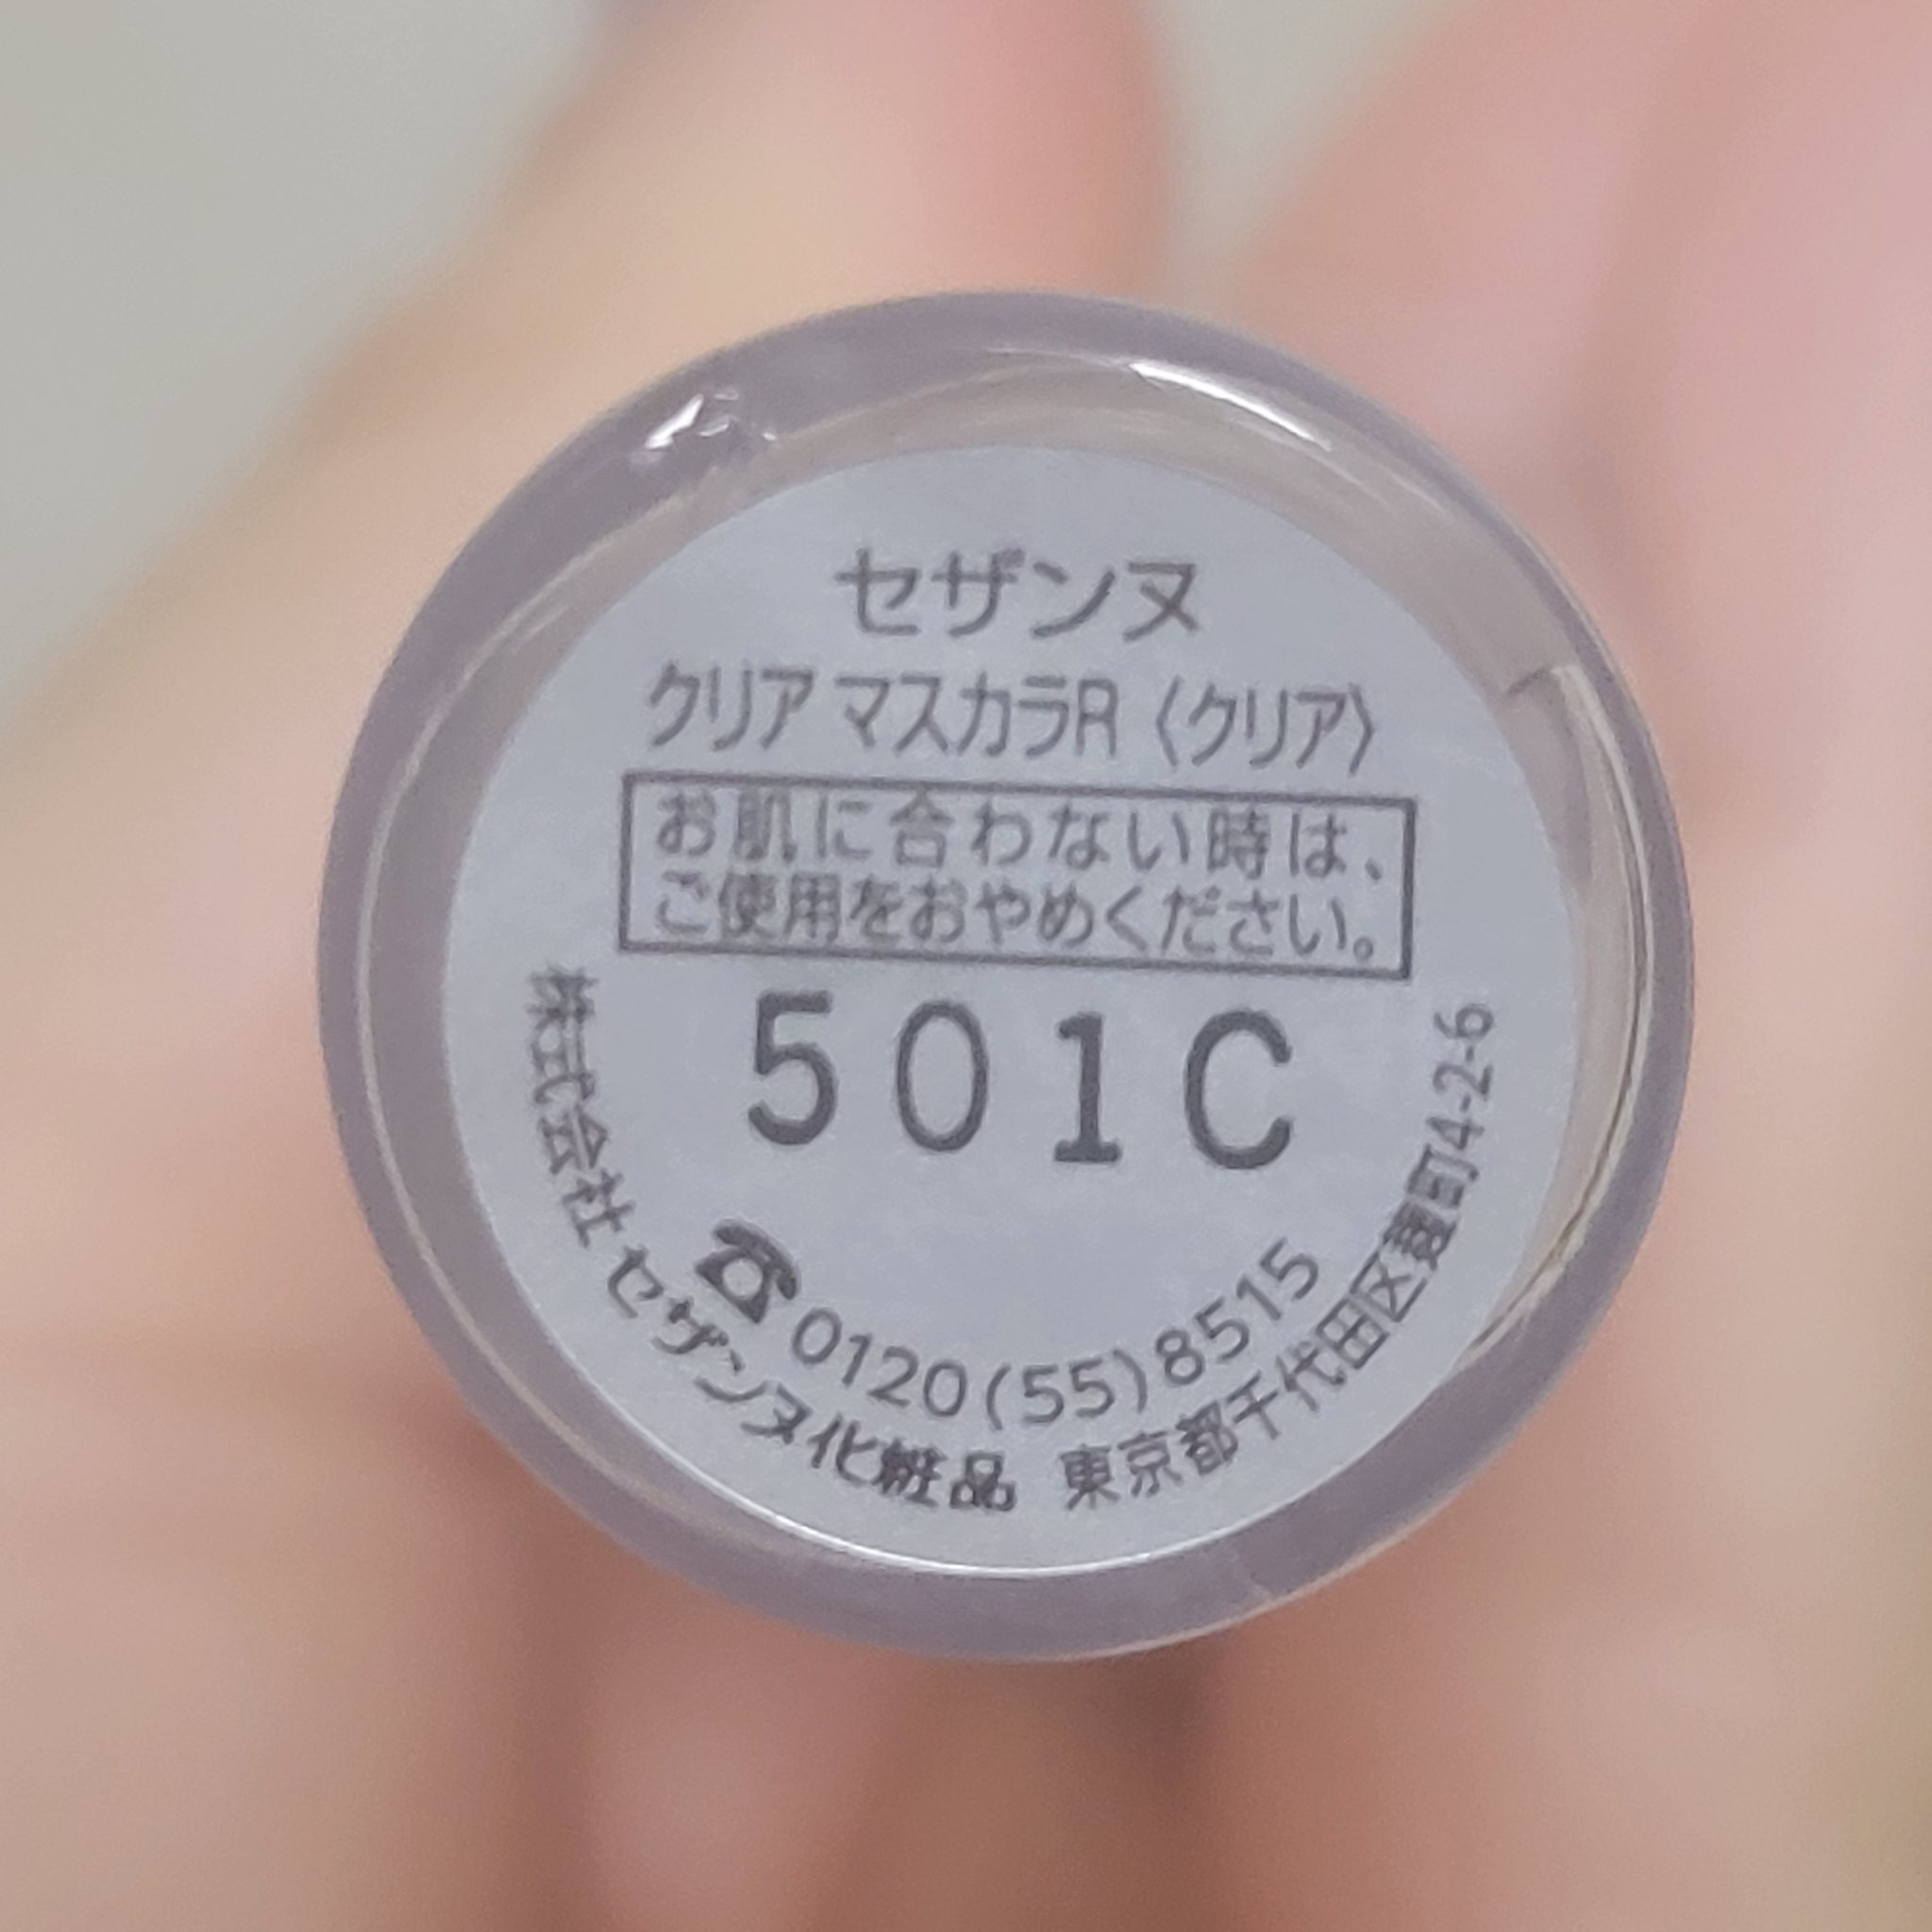 セザンヌ
クリア マスカラR〈クリア〉
お肌に合わない時は、
ご使用をおやめください。
501C
☎0120(55)8515
株式会社 セザンヌ化粧品 東京都千代田区麹町4-2-6